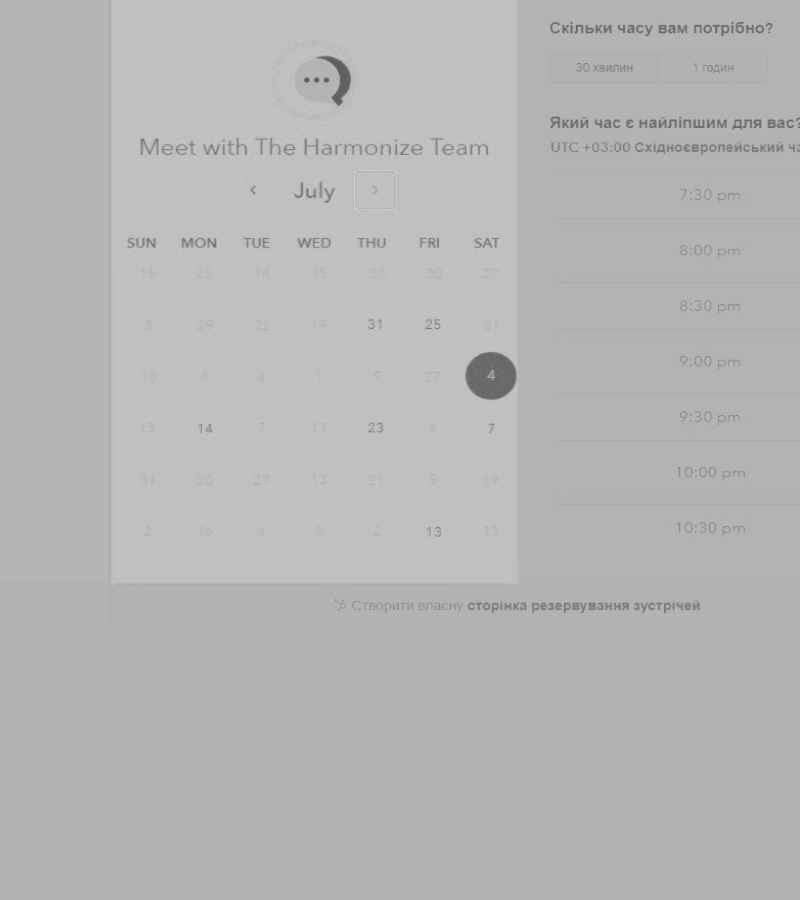 Meet with The Harmonize Team
July
SUN MON TUE WED THU FRI SAT
15 25 14 15 30 30 27
3 29 22 19 31 25 31
10 8 4 1 9 27 4
13 14 7 13 23 6 7
31 20 27 13 21 5 19
2 16 4 8 2 13 13
Скільки часу вам потрібно?
30 хвилин 1 годин
Який час є найліпшим для вас?
UTC +03:00 Східноєвропейський ча
7:30 pm
8:00 pm
8:30 pm
9:00 pm
9:30 pm
10:00 pm
10:30 pm
Створити власну сторінка резервування зустрічей